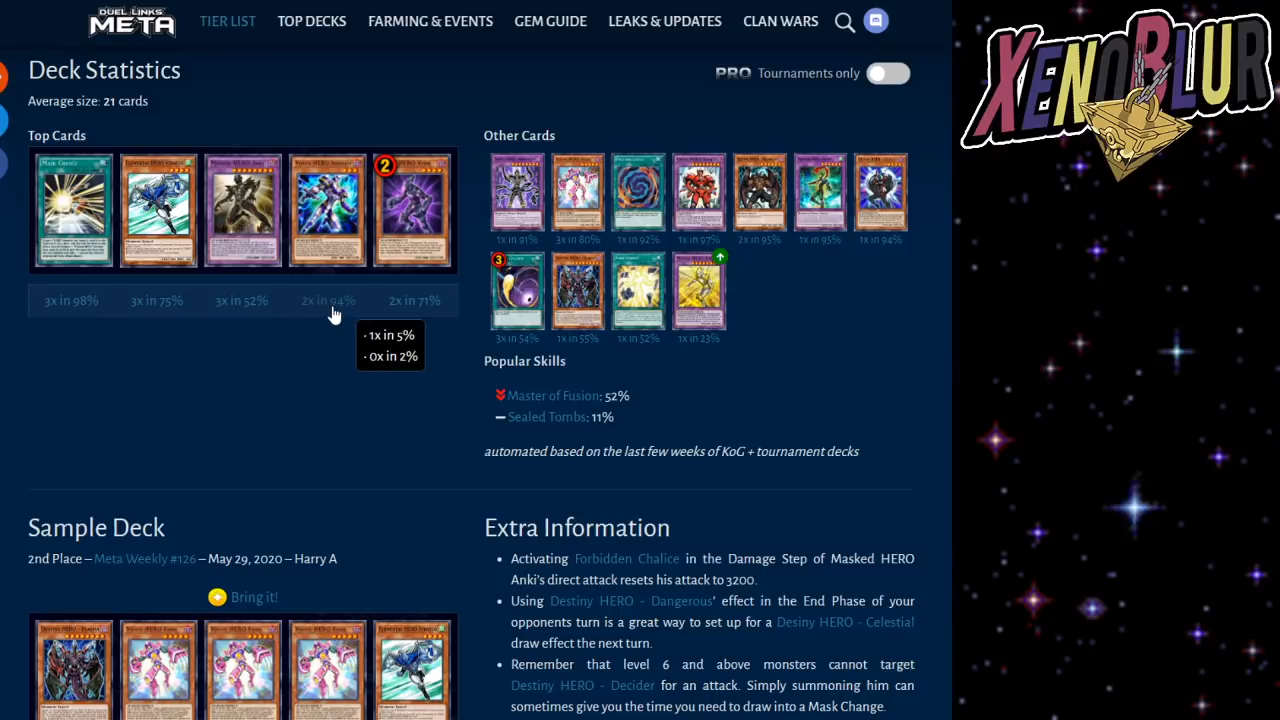 DUEL LINKS
META
TIER LIST
TOP DECKS
FARMING & EVENTS
GEM GUIDE
LEAKS & UPDATES
CLAN WARS
XENOBLUR
Deck Statistics
PRO Tournaments only
Average size: 21 cards
Top Cards
MASK CHANGE
2
3x in 98%
3x in 75%
3x in 52%
2x in 94%
2x in 71%
· 1x in 5%
· 0x in 2%
Other Cards
1x in 91%
3x in 80%
1x in 92%
1x in 97%
2x in 95%
1x in 95%
1x in 94%
3
3x in 54%
1x in 55%
1x in 52%
1x in 23%
Popular Skills
Master of Fusion: 52%
Sealed Tombs: 11%
automated based on the last few weeks of KoG + tournament decks
Sample Deck
2nd Place – Meta Weekly #126 – May 29, 2020 – Harry A
Bring it!
Extra Information
• Activating Forbidden Chalice in the Damage Step of Masked HERO
Anki's direct attack resets his attack to 3200.
• Using Destiny HERO - Dangerous' effect in the End Phase of your
opponents turn is a great way to set up for a Desiny HERO - Celestial
draw effect the next turn.
• Remember that level 6 and above monsters cannot target
Destiny HERO - Decider for an attack. Simply summoning him can
sometimes give you the time you need to draw into a Mask Change.